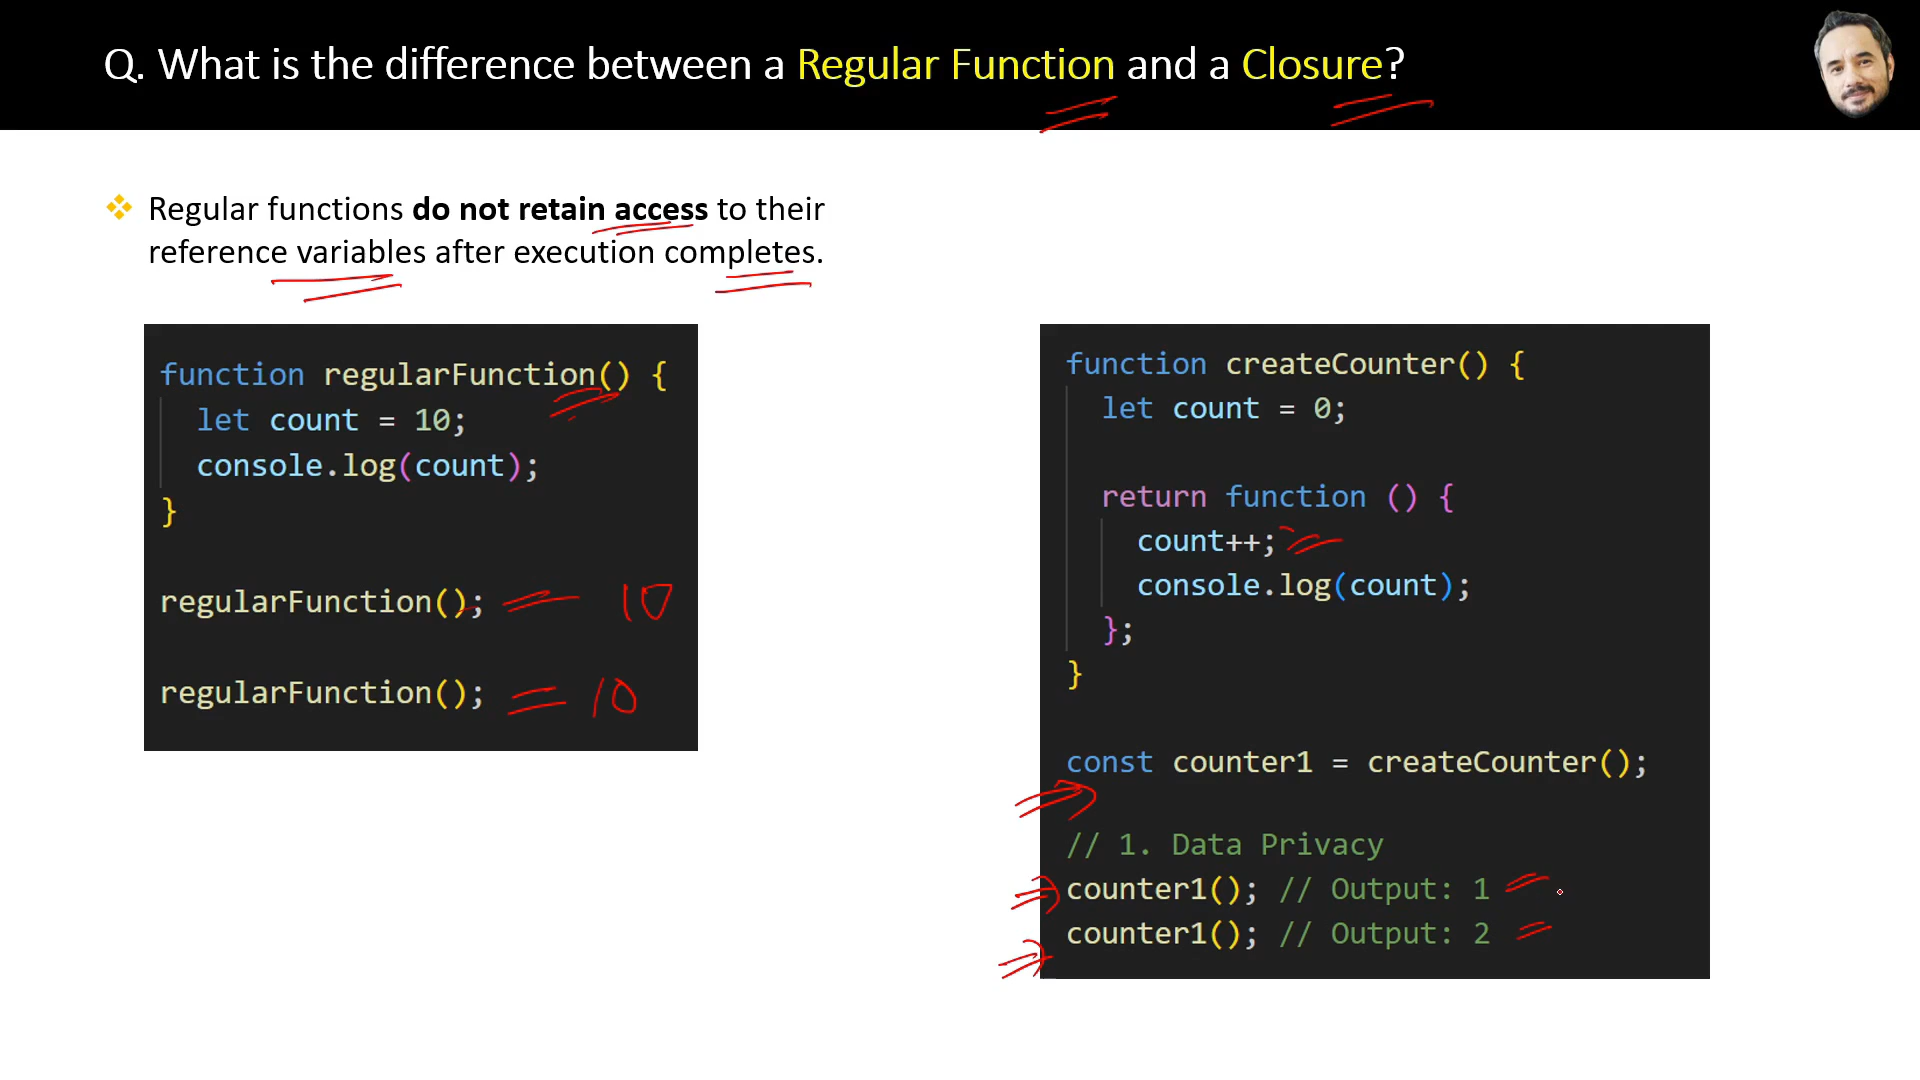 Q. What is the difference between a Regular Function and a Closure?
Regular functions do not retain access to their
reference variables after execution completes.
function regularFunction() {
  let count = 10;
  console.log(count);
}
regularFunction(); 10
regularFunction(); 10
function createCounter() {
  let count = 0;
  return function () {
    count++;
    console.log(count);
  };
}
const counter1 = createCounter();
// 1. Data Privacy
counter1(); // Output: 1
counter1(); // Output: 2